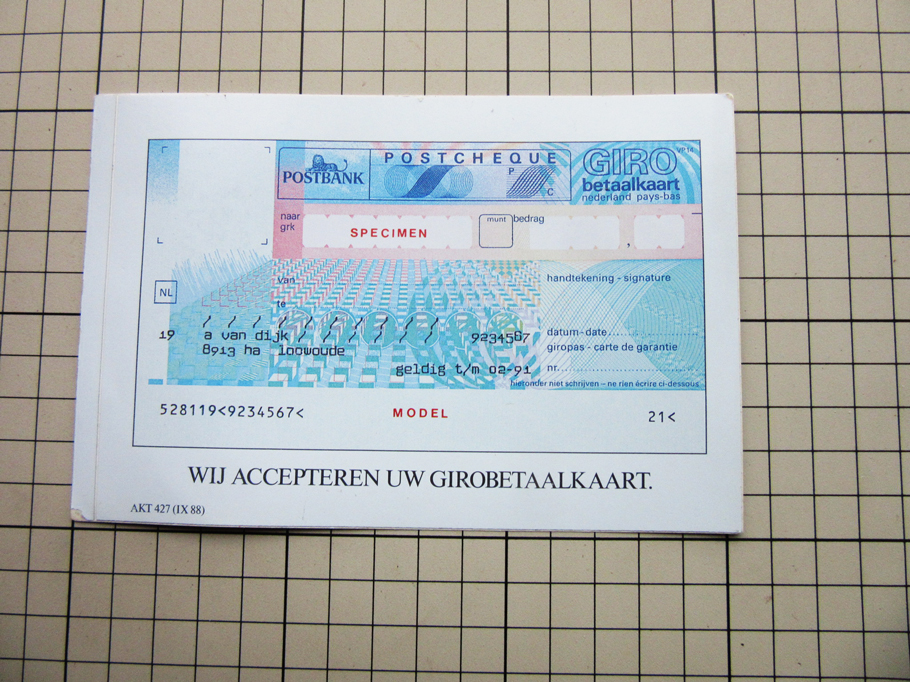 POSTCHEQUE
POSTBANK
P
C
GIRO
VP14
betaalkaart
nederland pays-bas
naar
grk
SPECIMEN
munt
bedrag
,
van
te
NL
handtekening - signature
19 a van dijk 9234567
8913 ha loowoude
geldig t/m 02-91
datum-date
giropas - carte de garantie
nr.
hieronder niet schrijven – ne rien écrire ci-dessous
528119<9234567< MODEL 21<
WIJ ACCEPTEREN UW GIROBETAALKAART.
AKT 427 (IX 88)